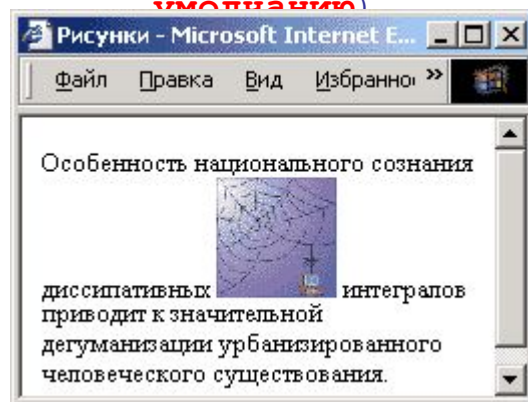 умолчанию)
Рисунки - Microsoft Internet E...
Файл Правка Вид Избранно »
Особенность национального сознания
диссипативных интегралов
приводит к значительной
дегуманизации урбанизированного
человеческого существования.